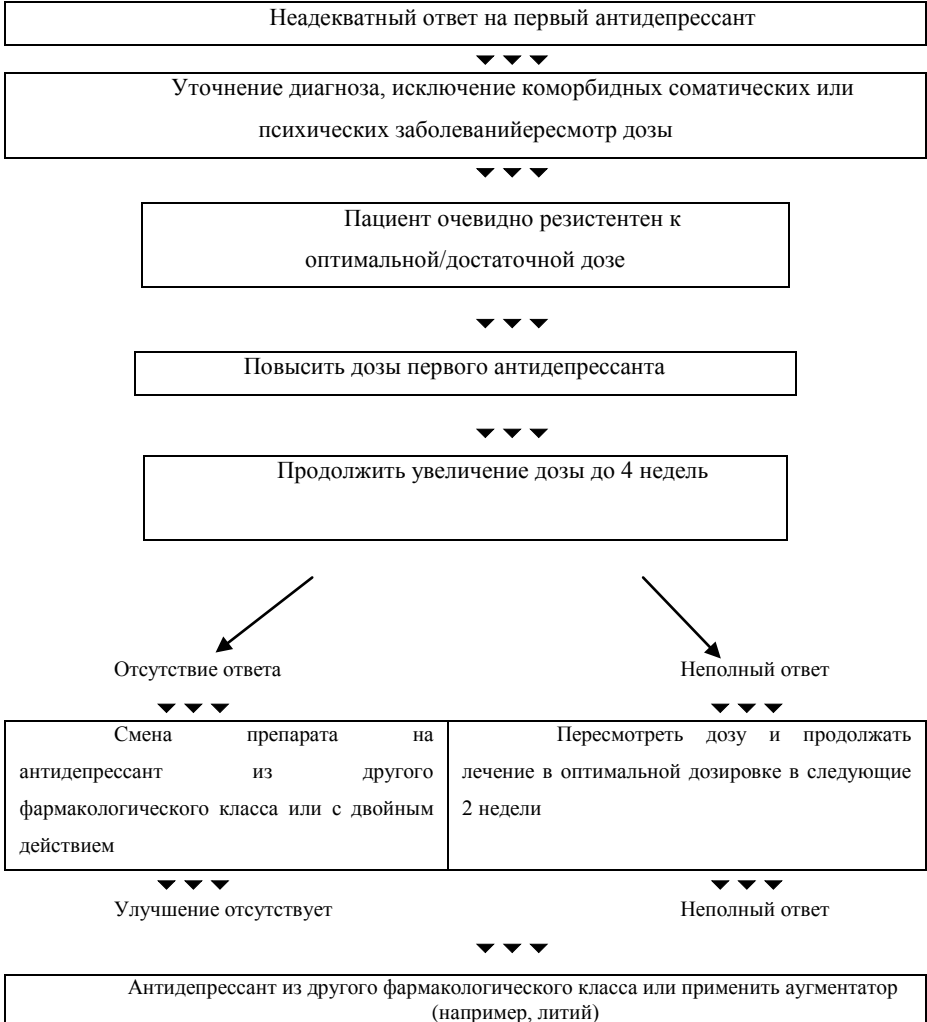 Неадекватный ответ на первый антидепрессант
Уточнение диагноза, исключение коморбидных соматических или
психических заболеванийересмотр дозы
Пациент очевидно резистентен к
оптимальной/достаточной дозе
Повысить дозы первого антидепрессанта
Продолжить увеличение дозы до 4 недель
Отсутствие ответа
Неполный ответ
Смена препарата на
антидепрессант из другого
фармакологического класса или с двойным
действием
Пересмотреть дозу и продолжать
лечение в оптимальной дозировке в следующие
2 недели
Улучшение отсутствует
Неполный ответ
Антидепрессант из другого фармакологического класса или применить аугментатор
(например, литий)